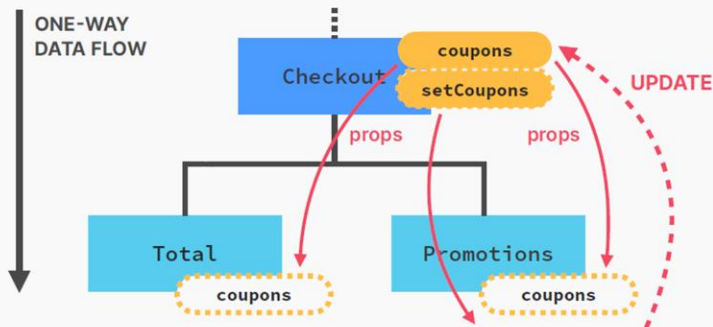 ONE-WAY
DATA FLOW
coupons
Checkout
setCoupons
UPDATE
props
props
Total
Promotions
coupons
coupons